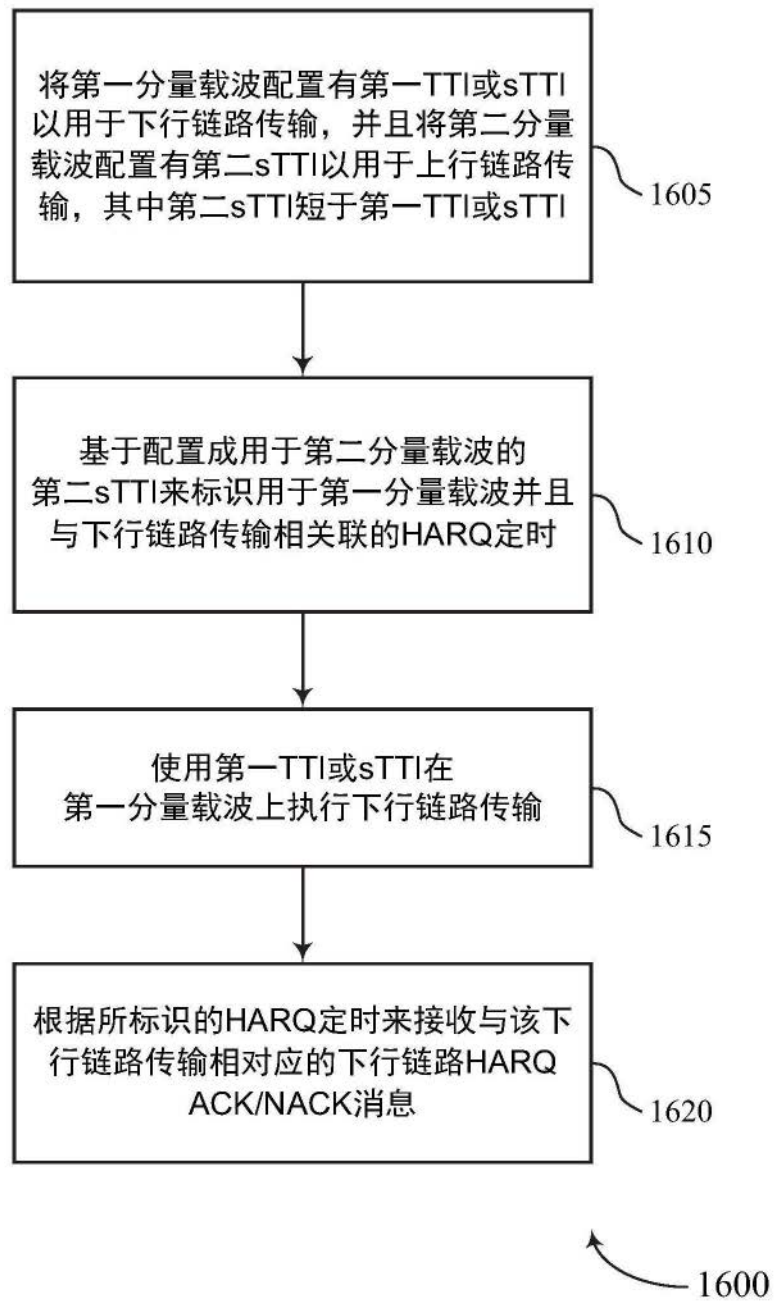 将第一分量载波配置有第一TTI或sTTI
以用于下行链路传输，并且将第二分量
载波配置有第二sTTI以用于上行链路传
输，其中第二sTTI短于第一TTI或sTTI
1605
基于配置成用于第二分量载波的
第二sTTI来标识用于第一分量载波并且
与下行链路传输相关联的HARQ定时
1610
使用第一TTI或sTTI在
第一分量载波上执行下行链路传输
1615
根据所标识的HARQ定时来接收与该下
行链路传输相对应的下行链路HARQ
ACK/NACK消息
1620
1600